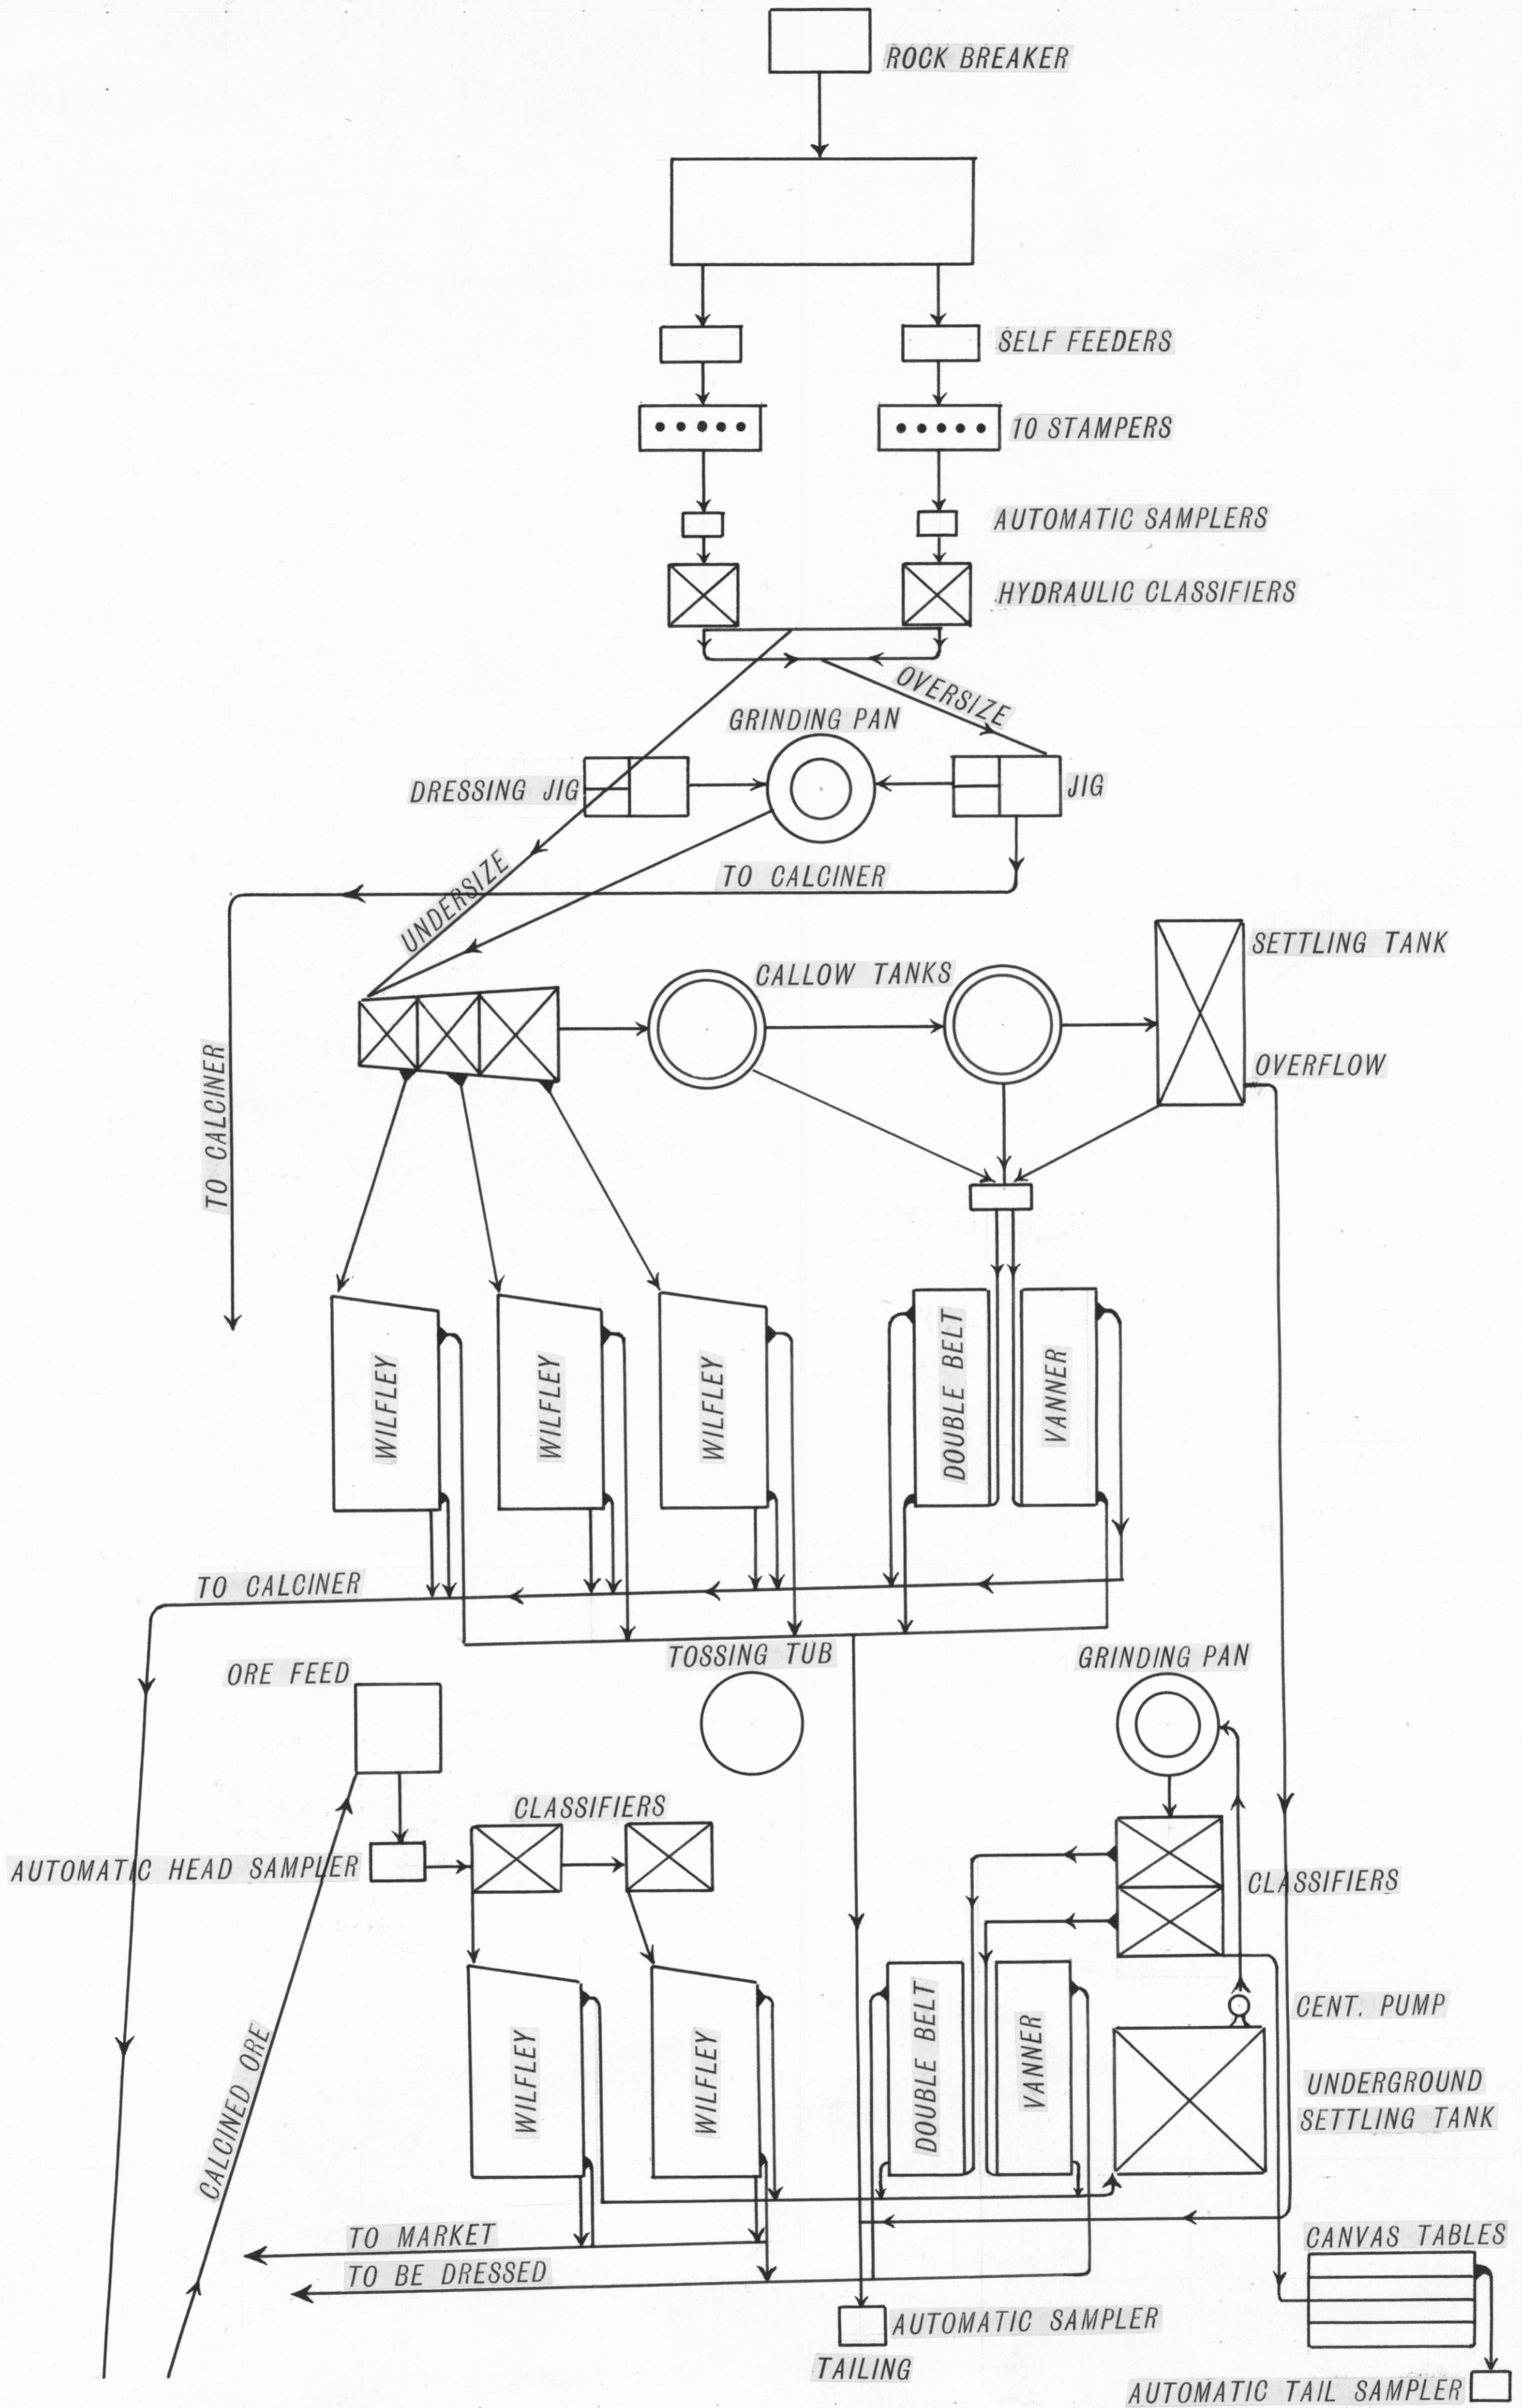 ROCK BREAKER
SELF FEEDERS
10 STAMPERS
AUTOMATIC SAMPLERS
HYDRAULIC CLASSIFIERS
OVERSIZE
GRINDING PAN
DRESSING JIG
JIG
TO CALCINER
UNDERSIZE
SETTLING TANK
CALLOW TANKS
OVERFLOW
TO CALCINER
WILFLEY
WILFLEY
WILFLEY
DOUBLE BELT
VANNER
TO CALCINER
TOSSING TUB
GRINDING PAN
ORE FEED
CLASSIFIERS
AUTOMATIC HEAD SAMPLER
CLASSIFIERS
CALCINED ORE
WILFLEY
WILFLEY
DOUBLE BELT
VANNER
CENT. PUMP
UNDERGROUND
SETTLING TANK
TO MARKET
CANVAS TABLES
TO BE DRESSED
AUTOMATIC SAMPLER
TAILING
AUTOMATIC TAIL SAMPLER